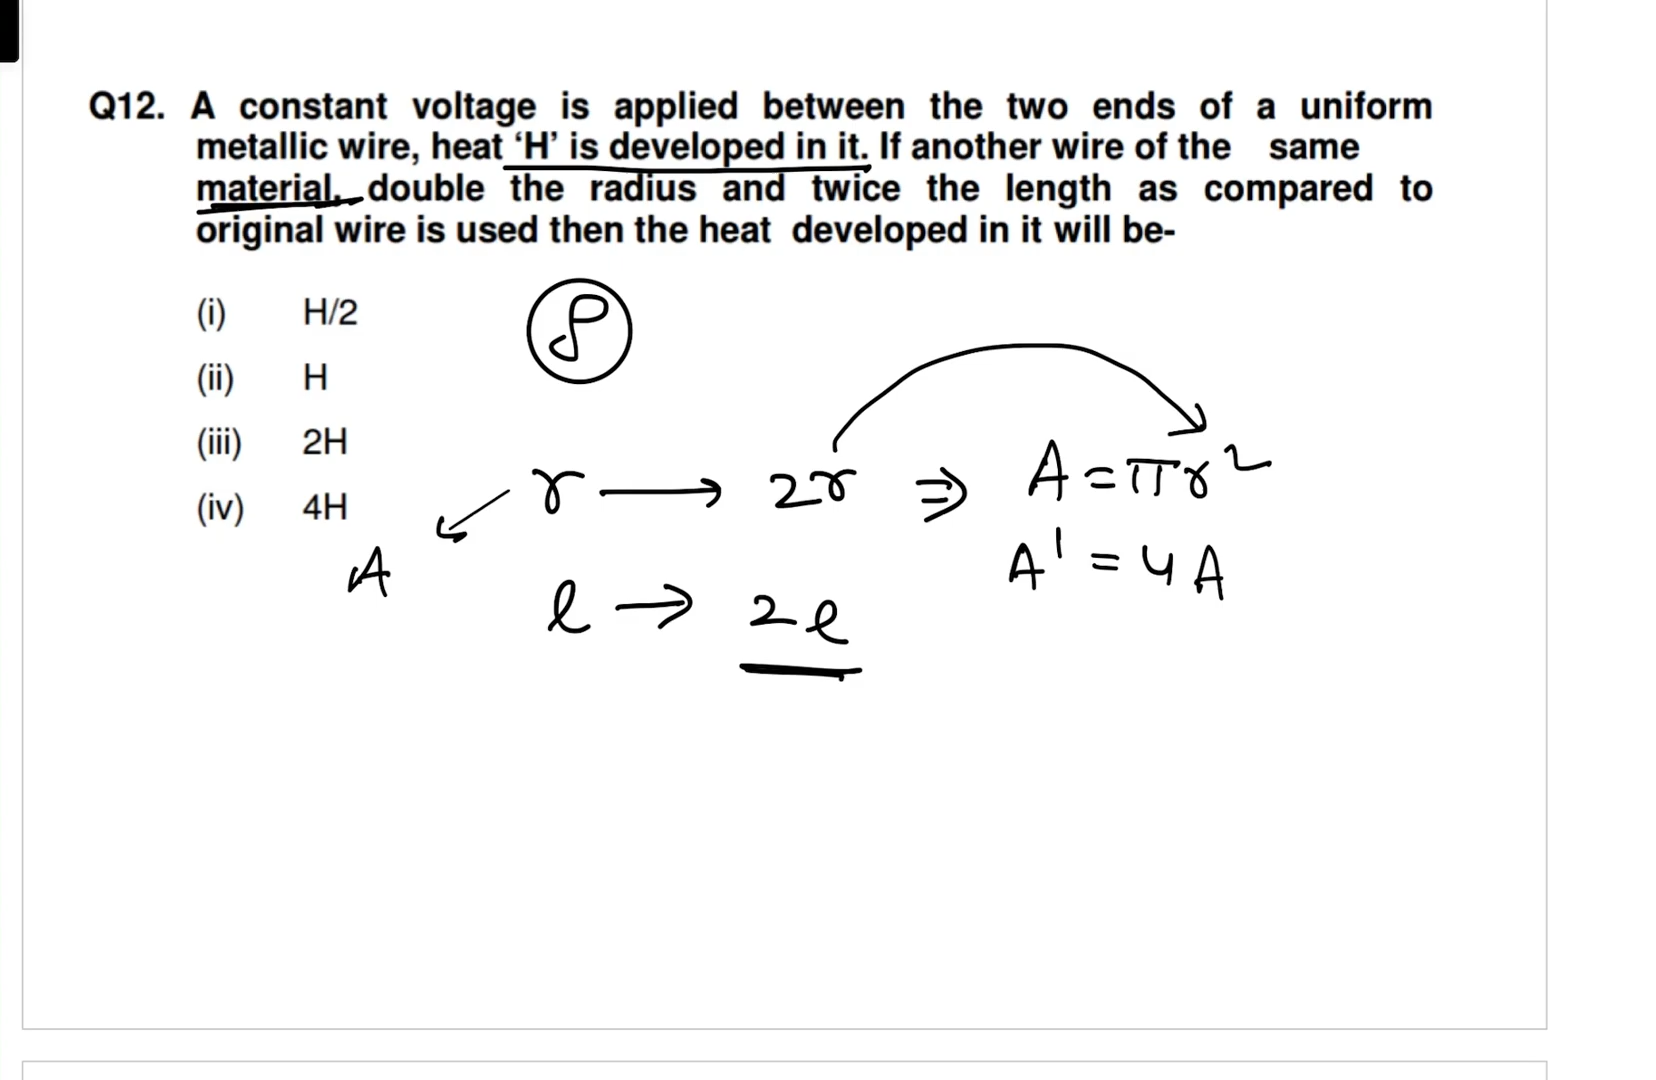 Q12. A constant voltage is applied between the two ends of a uniform
metallic wire, heat ‘H’ is developed in it. If another wire of the same
material, double the radius and twice the length as compared to
original wire is used then the heat developed in it will be-
(i) H/2
(ii) H
(iii) 2H
(iv) 4H
ρ
r → 2r ⇒ A = πr²
A' = 4A
A
l → 2l